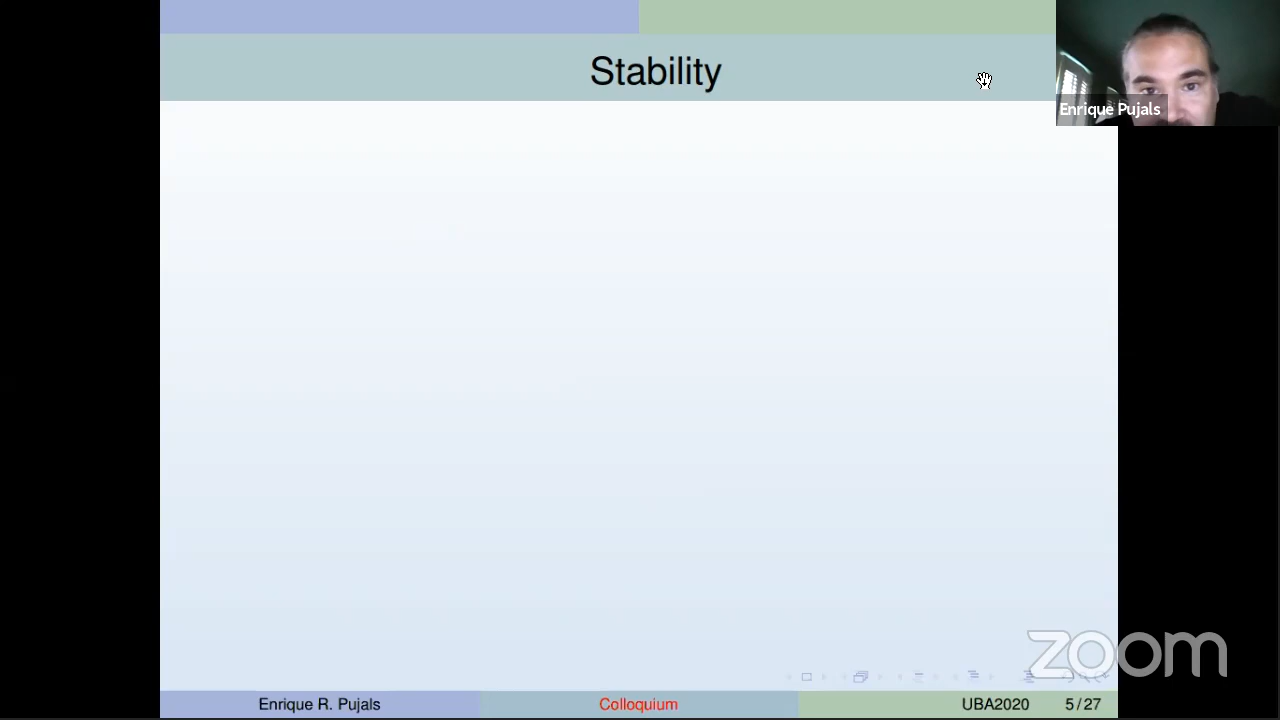 Stability
Enrique Pujals
zoom
Enrique R. Pujals
Colloquium
UBA2020
5/27